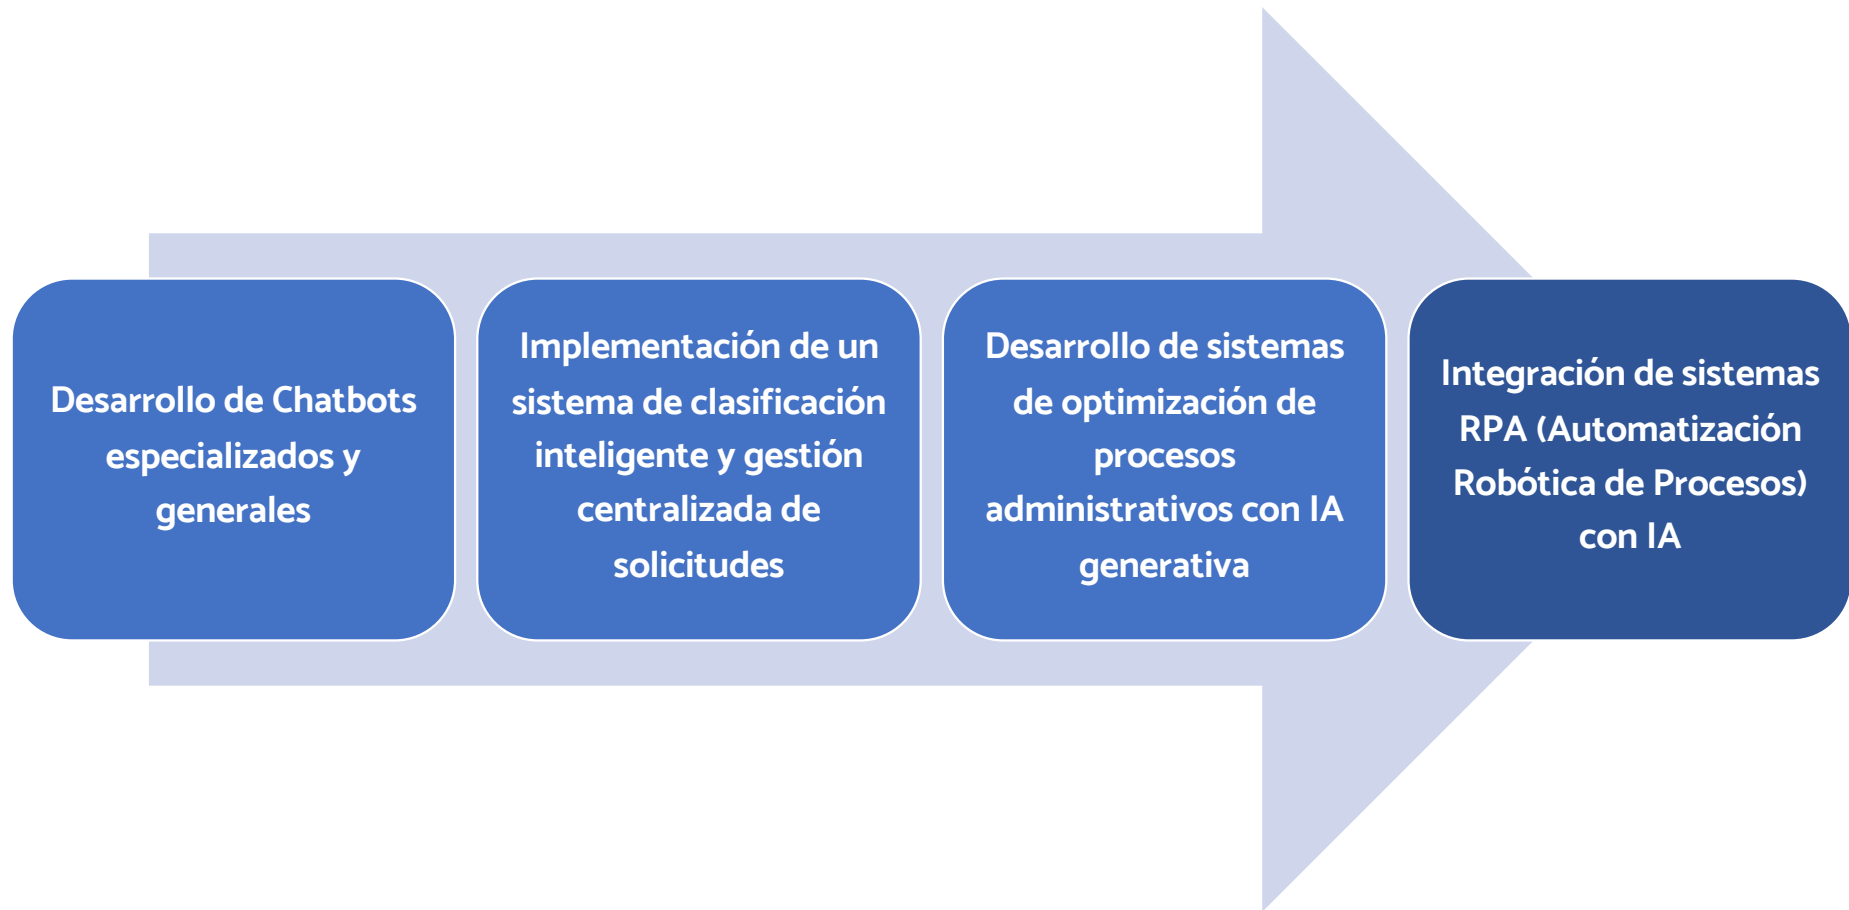 Desarrollo de Chatbots
especializados y
generales
Implementación de un
sistema de clasificación
inteligente y gestión
centralizada de
solicitudes
Desarrollo de sistemas
de optimización de
procesos
administrativos con IA
generativa
Integración de sistemas
RPA (Automatización
Robótica de Procesos)
con IA